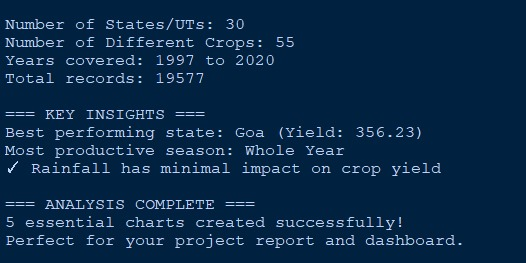 Number of States/UTs: 30
Number of Different Crops: 55
Years covered: 1997 to 2020
Total records: 19577
=== KEY INSIGHTS ===
Best performing state: Goa (Yield: 356.23)
Most productive season: Whole Year
✓ Rainfall has minimal impact on crop yield
=== ANALYSIS COMPLETE ===
5 essential charts created successfully!
Perfect for your project report and dashboard.